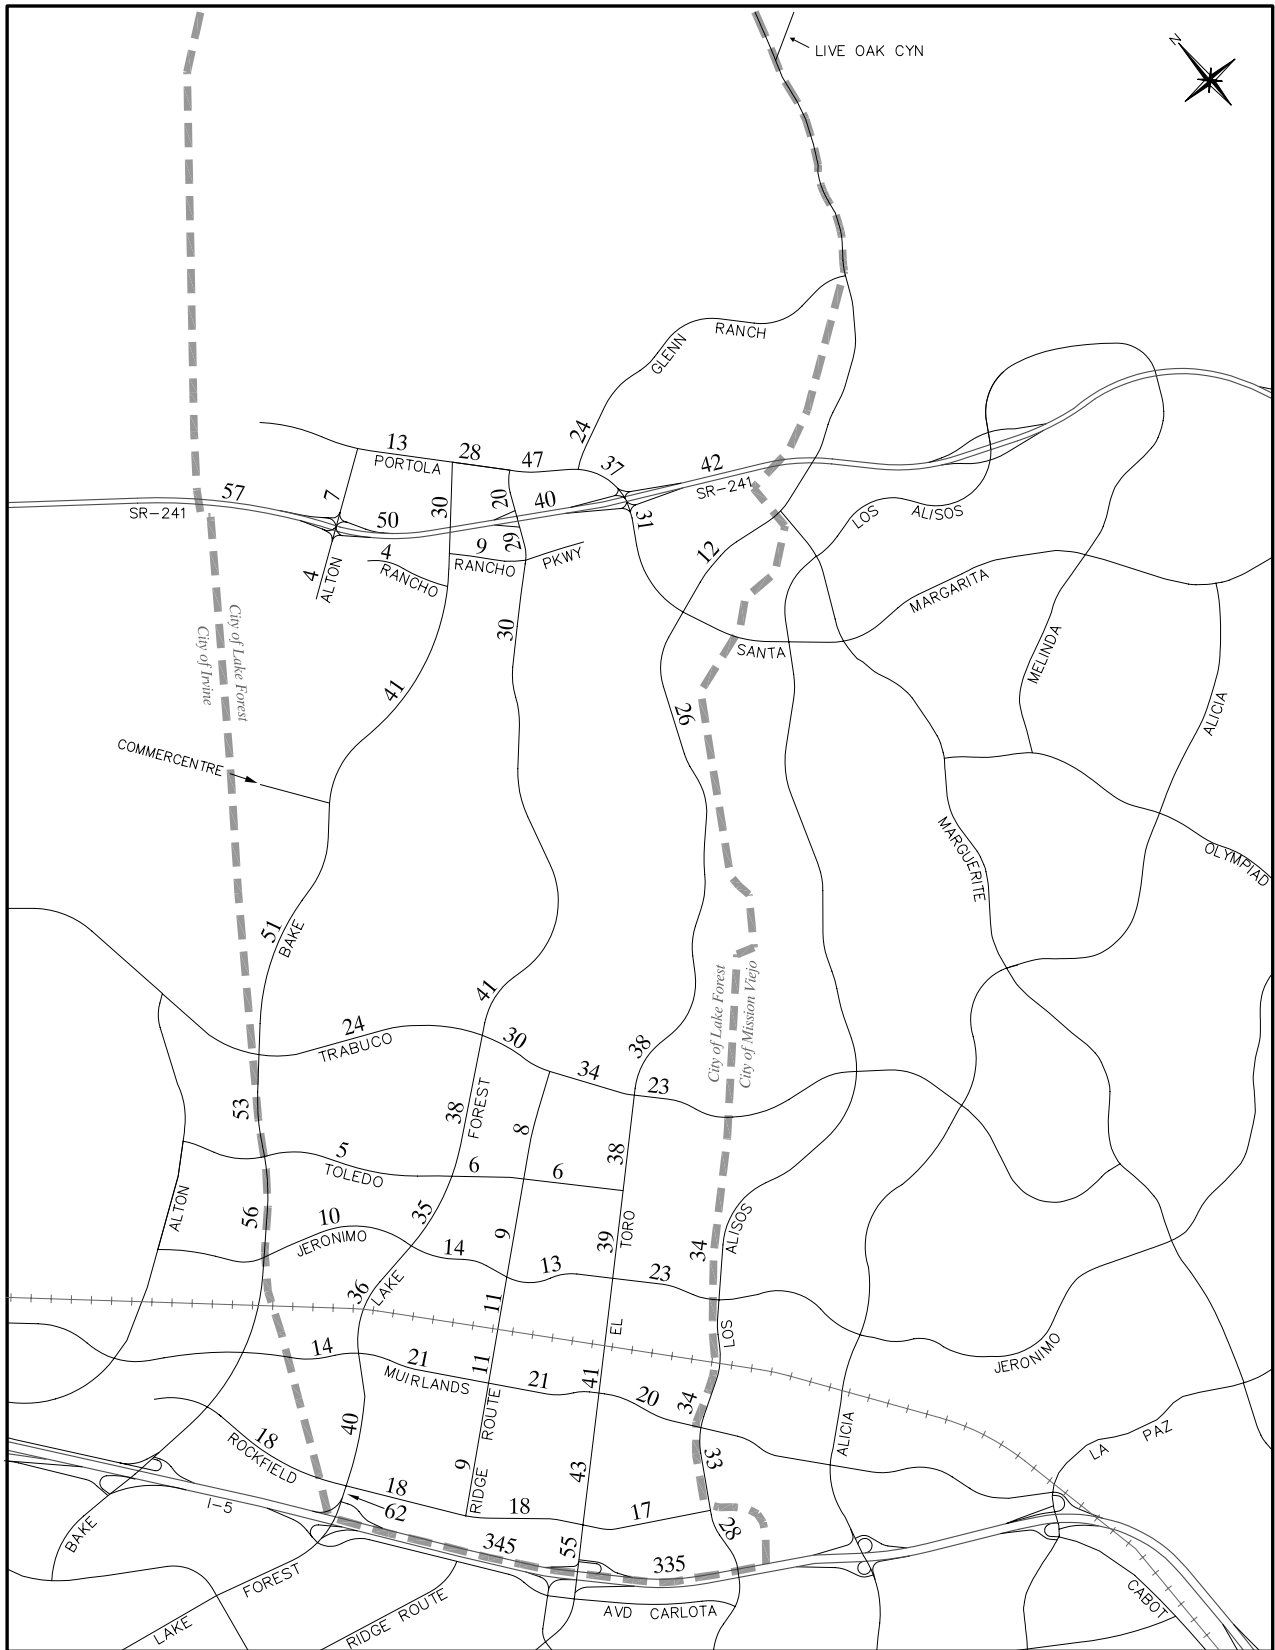 N
LIVE OAK CYN
RANCH
GLENN
24
13
PORTOLA
28
47
37
42
SR-241
57
SR-241
7
50
30
20
40
31
LOS
ALISOS
4
ALTON
4
RANCHO
9
RANCHO
29
PKWY
12
MARGARITA
SANTA
City of Lake Forest
City of Irvine
30
41
26
MELINDA
ALICIA
COMMERCENTRE
MARGUERITE
OLYMPIAD
51
BAKE
41
City of Lake Forest
City of Mission Viejo
24
TRABUCO
30
38
34
23
53
38
FOREST
8
38
5
TOLEDO
6
6
ALTON
56
10
JERONIMO
35
14
9
13
39
TORO
23
34
ALISOS
36
LAKE
11
EL
LOS
JERONIMO
14
21
MUIRLANDS
11
21
41
20
34
40
ROUTE
ALICIA
LA PAZ
18
ROCKFIELD
33
9
RIDGE
43
18
62
18
17
28
I-5
BAKE
345
55
335
LAKE FOREST
RIDGE ROUTE
AVD CARLOTA
CABOT